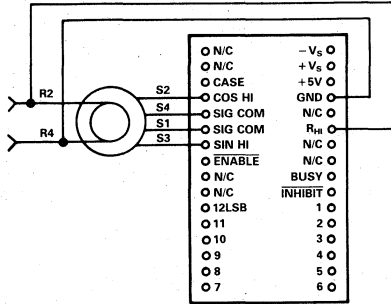 R2
R4
S2
S4
S1
S3
N/C
N/C
CASE
COS HI
SIG COM
SIG COM
SIN HI
ENABLE
N/C
N/C
12LSB
11
10
9
8
7
–VS
+VS
+5V
GND
N/C
RHI
N/C
N/C
BUSY
INHIBIT
1
2
3
4
5
6